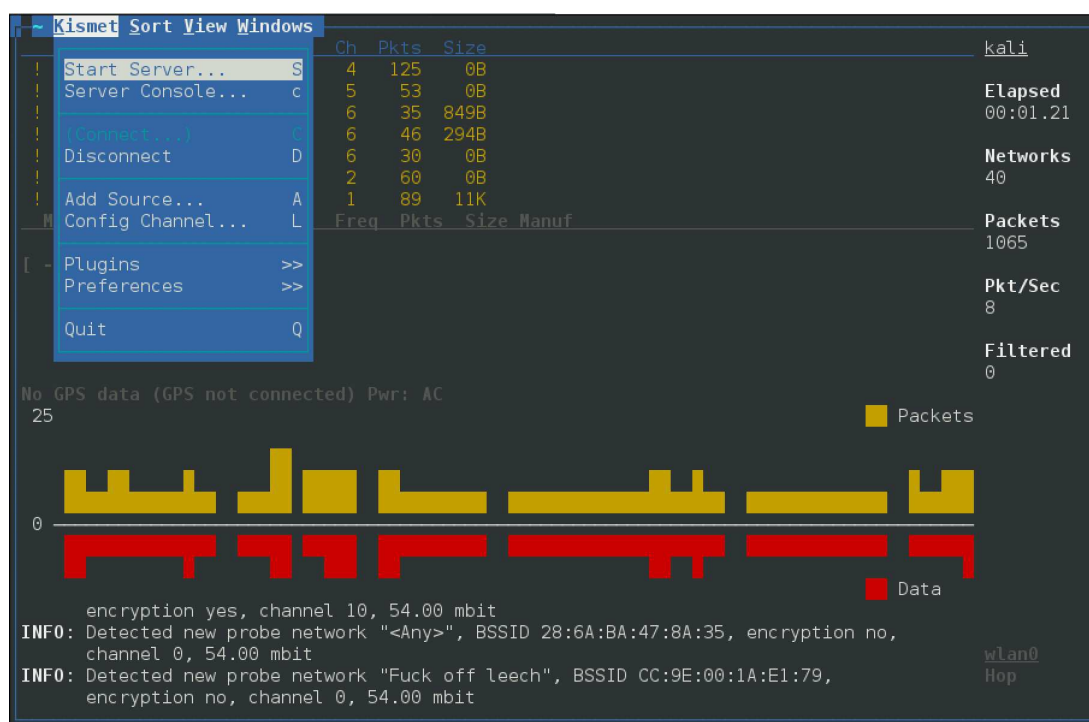 ~ Kismet Sort View Windows
Ch Pkts Size
kali
! Start Server... S 4 125 0B
! Server Console... c 5 53 0B
Elapsed
! 6 35 849B
00:01.21
! (Connect...) C 6 46 294B
! Disconnect D 6 30 0B
Networks
! 2 60 0B
40
! Add Source... A 1 89 11K
M Config Channel... L Freq Pkts Size Manuf
Packets
1065
[ - Plugins >>
Preferences >>
Pkt/Sec
8
Quit Q
Filtered
0
No GPS data (GPS not connected) Pwr: AC
25
Packets
0
Data
encryption yes, channel 10, 54.00 mbit
INFO: Detected new probe network "<Any>", BSSID 28:6A:BA:47:8A:35, encryption no,
channel 0, 54.00 mbit
wlan0
INFO: Detected new probe network "Fuck off leech", BSSID CC:9E:00:1A:E1:79,
Hop
encryption no, channel 0, 54.00 mbit